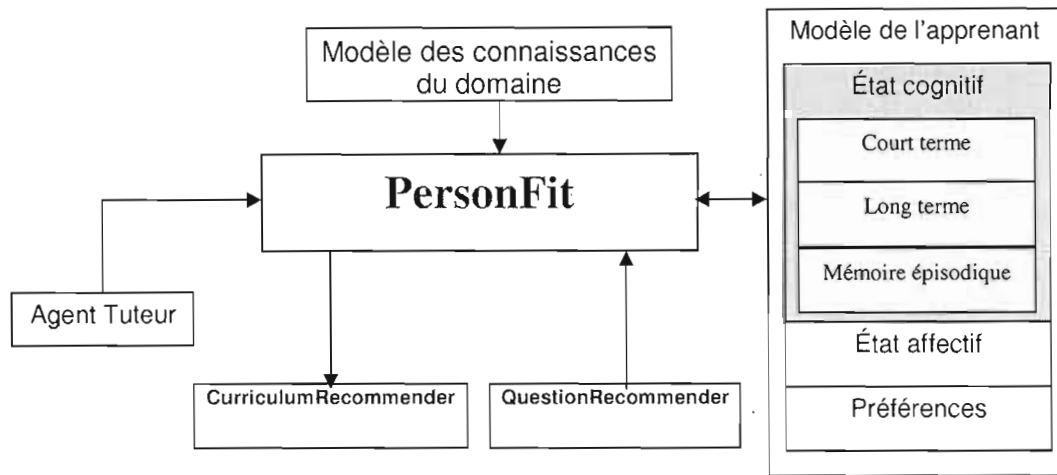 Modèle des connaissances
du domaine
PersonFit
Agent Tuteur
CurriculumRecommender
QuestionRecommender
Modèle de l'apprenant
État cognitif
Court terme
Long terme
Mémoire épisodique
État affectif
Préférences